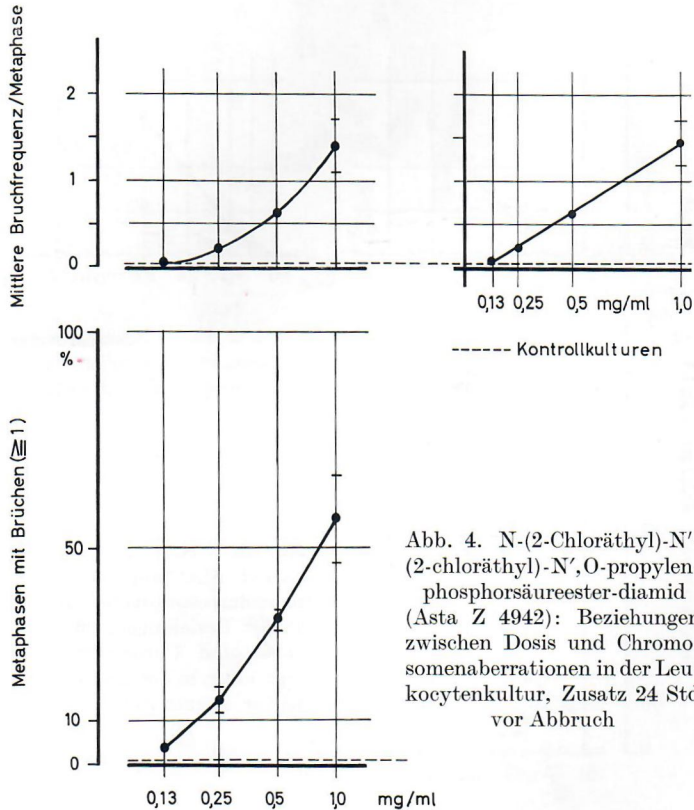 Mittlere Bruchfrequenz/Metaphase
2
1
0
0,13 0,25 0,5 mg/ml 1,0
------ Kontrollkulturen
Metaphasen mit Brüchen (≧1)
100
%
50
10
0
0,13 0,25 0,5 1,0 mg/ml
Abb. 4. N-(2-Chloräthyl)-N'
(2-chloräthyl)-N',O-propylen
phosphorsäureester-diamid
(Asta Z 4942): Beziehungen
zwischen Dosis und Chromo
somenaberrationen in der Leu
kocytenkultur, Zusatz 24 Std
vor Abbruch